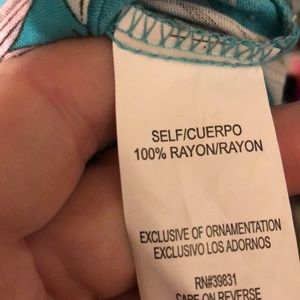 SELF/CUERPO
100% RAYON/RAYON
EXCLUSIVE OF ORNAMENTATION
EXCLUSIVO LOS ADORNOS
RN#39831
CARE ON REVERSE